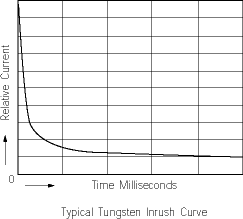 Relative Current
0
Time Milliseconds
Typical Tungsten Inrush Curve